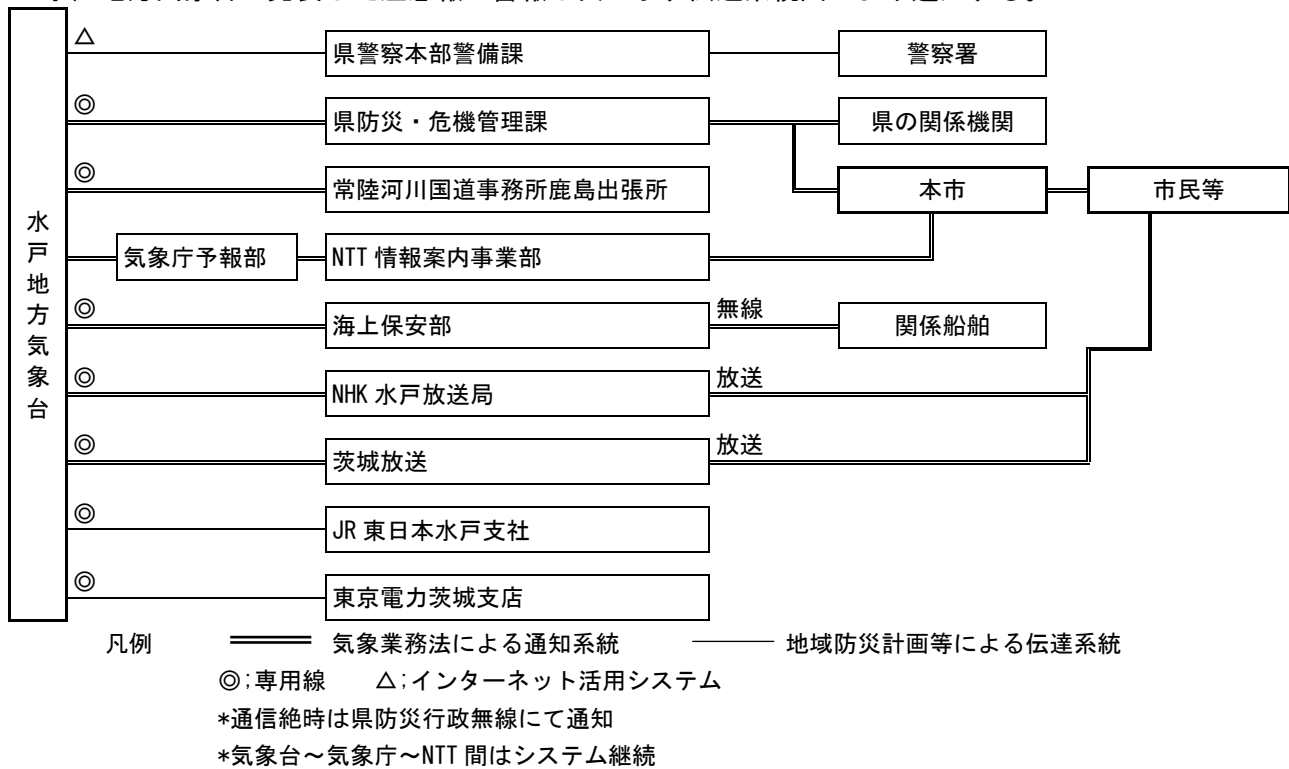 △
県警察本部警備課
警察署
◎
県防災・危機管理課
県の関係機関
◎
常陸河川国道事務所鹿島出張所
本市
市民等
水戸地方気象台
気象庁予報部
NTT 情報案内事業部
◎
海上保安部
無線
関係船舶
◎
NHK 水戸放送局
放送
◎
茨城放送
放送
◎
JR 東日本水戸支社
◎
東京電力茨城支店
凡例 気象業務法による通知系統 地域防災計画等による伝達系統
◎;専用線 △;インターネット活用システム
*通信絶時は県防災行政無線にて通知
*気象台～気象庁～NTT 間はシステム継続